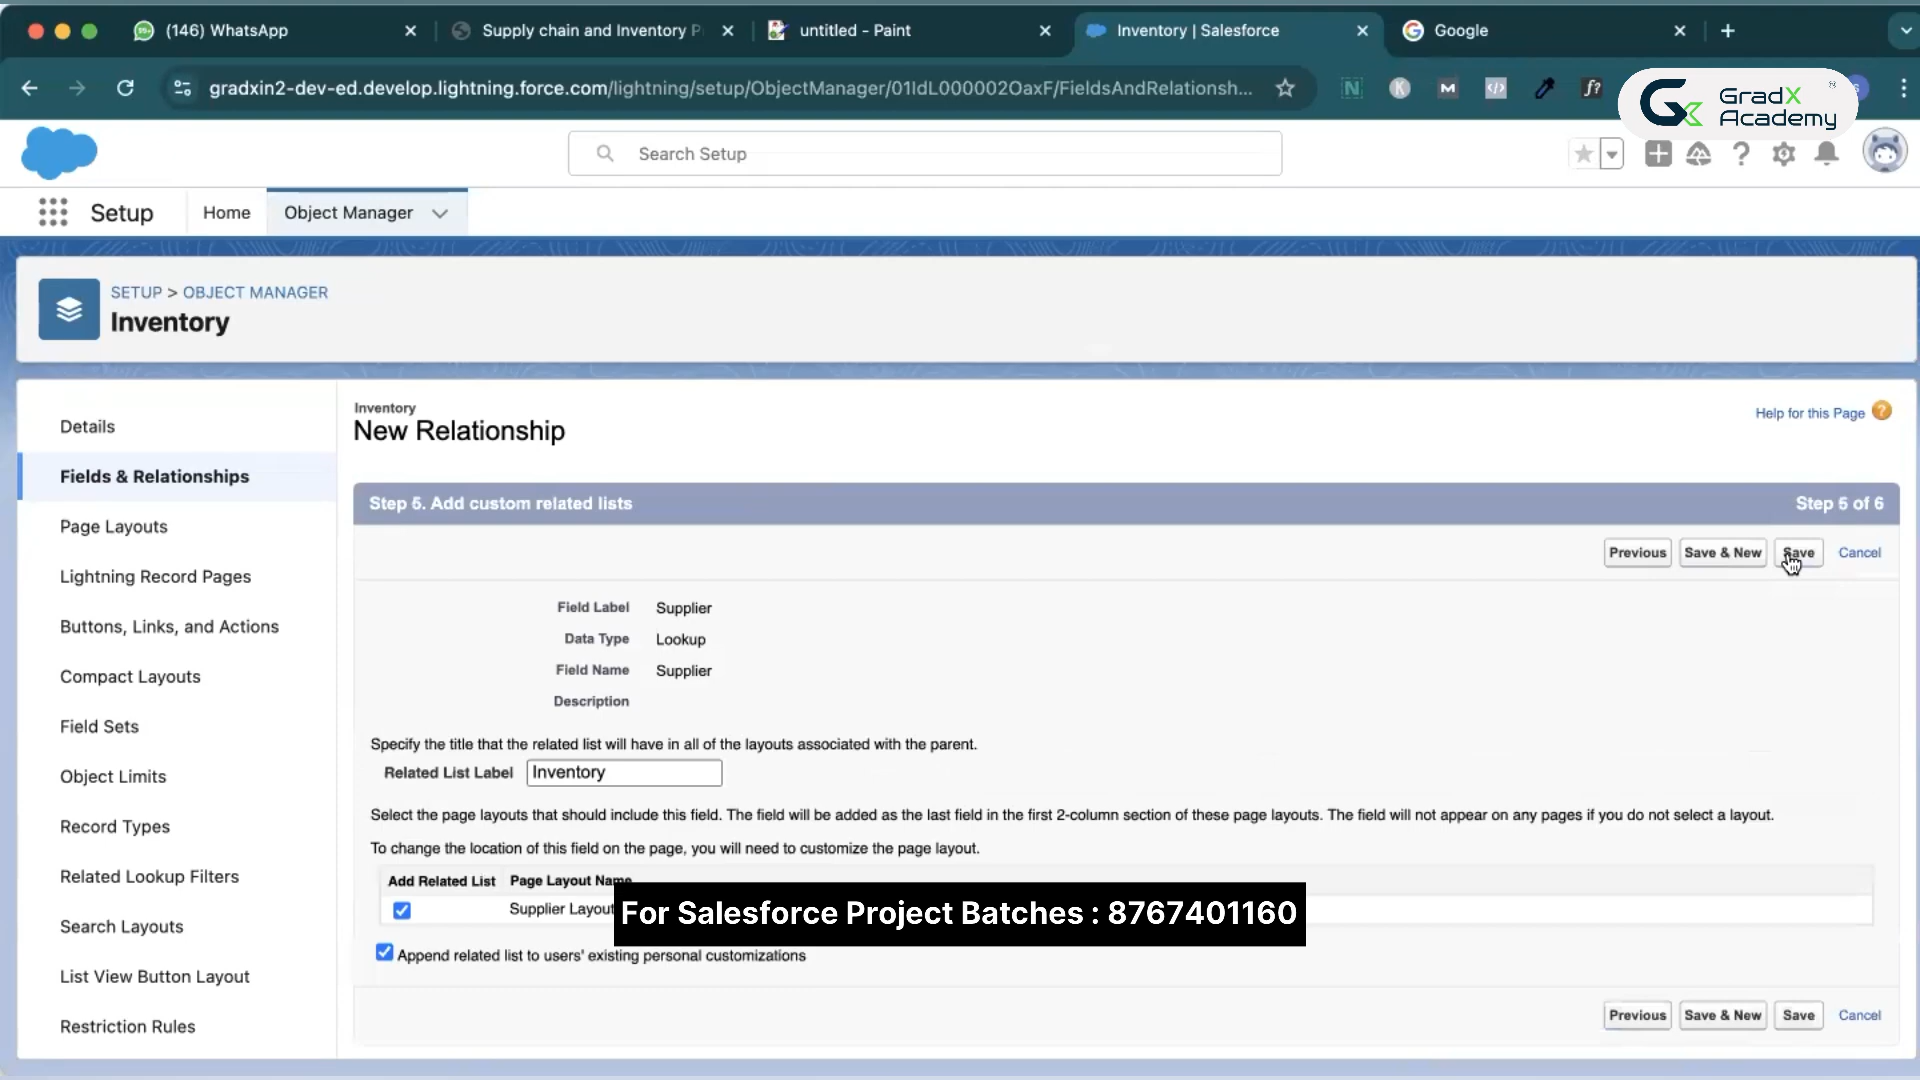 (146) WhatsApp
Supply chain and Inventory P
untitled - Paint
Inventory | Salesforce
Google
gradxin2-dev-ed.develop.lightning.force.com/lightning/setup/ObjectManager/01IdL000002OaxF/FieldsAndRelationsh...
GradX
Academy
Search Setup
Setup
Home
Object Manager
SETUP > OBJECT MANAGER
Inventory
Details
Fields & Relationships
Page Layouts
Lightning Record Pages
Buttons, Links, and Actions
Compact Layouts
Field Sets
Object Limits
Record Types
Related Lookup Filters
Search Layouts
List View Button Layout
Restriction Rules
Inventory
New Relationship
Help for this Page
Step 6. Add custom related lists
Step 6 of 6
Previous
Save & New
Save
Cancel
Field Label Supplier
Data Type Lookup
Field Name Supplier
Description
Specify the title that the related list will have in all of the layouts associated with the parent.
Related List Label Inventory
Select the page layouts that should include this field. The field will be added as the last field in the first 2-column section of these page layouts. The field will not appear on any pages if you do not select a layout.
To change the location of this field on the page, you will need to customize the page layout.
Add Related List Page Layout Name
Supplier Layout
For Salesforce Project Batches : 8767401160
Append related list to users' existing personal customizations
Previous
Save & New
Save
Cancel